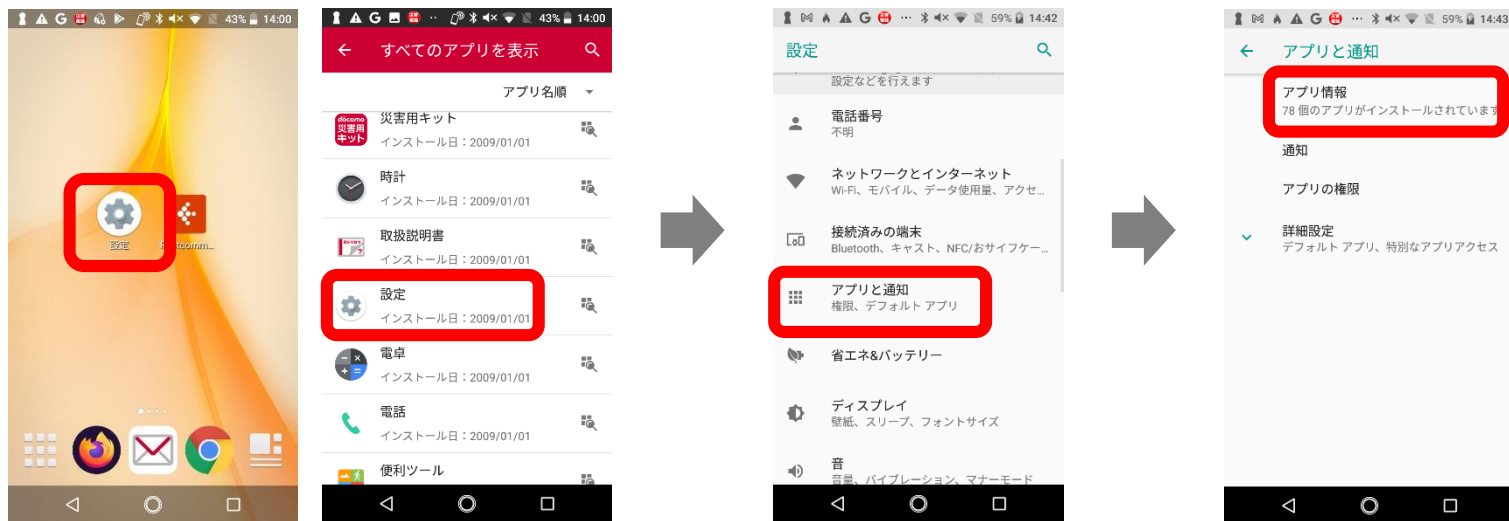 43% 14:00
設定
43% 14:00
すべてのアプリを表示
アプリ名順
docomo
災害用
キット
災害用キット
インストール日：2009/01/01
時計
インストール日：2009/01/01
取扱説明書
インストール日：2009/01/01
設定
インストール日：2009/01/01
電卓
インストール日：2009/01/01
電話
インストール日：2009/01/01
便利ツール
59% 14:42
設定
設定などを行えます
電話番号
不明
ネットワークとインターネット
Wi-Fi、モバイル、データ使用量、アクセ...
接続済みの端末
Bluetooth、キャスト、NFC/おサイフケー...
アプリと通知
権限、デフォルト アプリ
省エネ&バッテリー
ディスプレイ
壁紙、スリープ、フォントサイズ
音
音量、バイブレーション、マナーモード
59% 14:43
アプリと通知
アプリ情報
78 個のアプリがインストールされています
通知
アプリの権限
詳細設定
デフォルト アプリ、特別なアプリアクセス